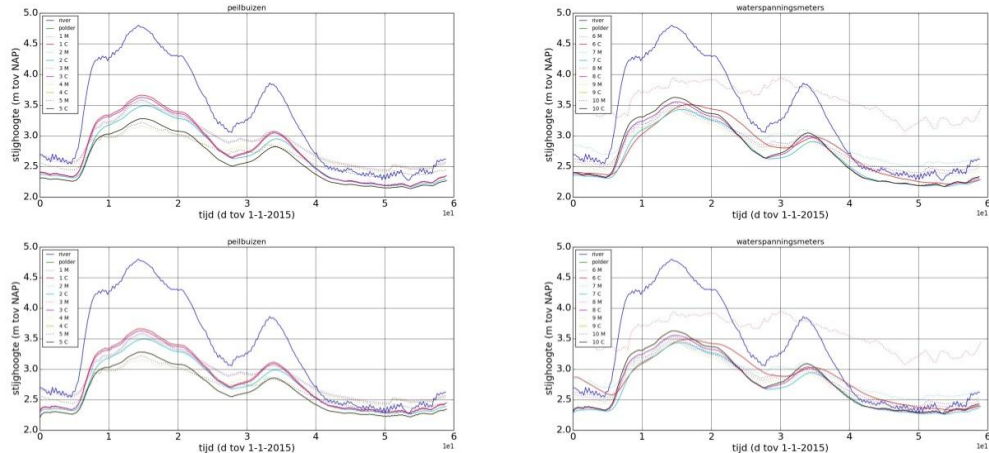 peilbuizen
stijghoogte (m tov NAP)
5.0
4.5
4.0
3.5
3.0
2.5
2.0
river
polder
1 M
1 C
2 M
2 C
3 M
3 C
4 M
4 C
5 M
5 C
0
1
2
3
4
5
6
1e1
tijd (d tov 1-1-2015)
waterspanningsmeters
stijghoogte (m tov NAP)
5.0
4.5
4.0
3.5
3.0
2.5
2.0
river
polder
6 M
6 C
7 M
7 C
8 M
8 C
9 M
9 C
10 M
10 C
0
1
2
3
4
5
6
1e1
tijd (d tov 1-1-2015)
peilbuizen
stijghoogte (m tov NAP)
5.0
4.5
4.0
3.5
3.0
2.5
2.0
river
polder
1 M
1 C
2 M
2 C
3 M
3 C
4 M
4 C
5 M
5 C
0
1
2
3
4
5
6
1e1
tijd (d tov 1-1-2015)
waterspanningsmeters
stijghoogte (m tov NAP)
5.0
4.5
4.0
3.5
3.0
2.5
2.0
river
polder
6 M
6 C
7 M
7 C
8 M
8 C
9 M
9 C
10 M
10 C
0
1
2
3
4
5
6
1e1
tijd (d tov 1-1-2015)